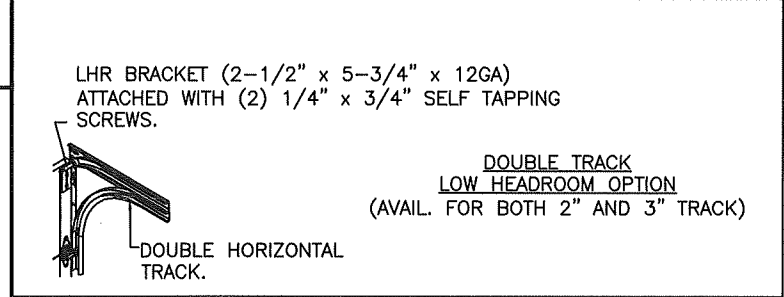 LHR BRACKET (2-1/2" x 5-3/4" x 12GA)
ATTACHED WITH (2) 1/4" x 3/4" SELF TAPPING
SCREWS.
DOUBLE TRACK
LOW HEADROOM OPTION
(AVAIL. FOR BOTH 2" AND 3" TRACK)
DOUBLE HORIZONTAL
TRACK.